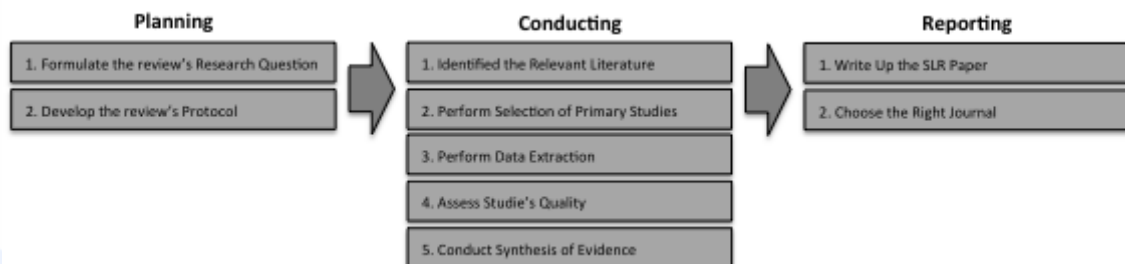 Planning
1. Formulate the review's Research Question
2. Develop the review's Protocol
Conducting
1. Identified the Relevant Literature
2. Perform Selection of Primary Studies
3. Perform Data Extraction
4. Assess Studie's Quality
5. Conduct Synthesis of Evidence
Reporting
1. Write Up the SLR Paper
2. Choose the Right Journal